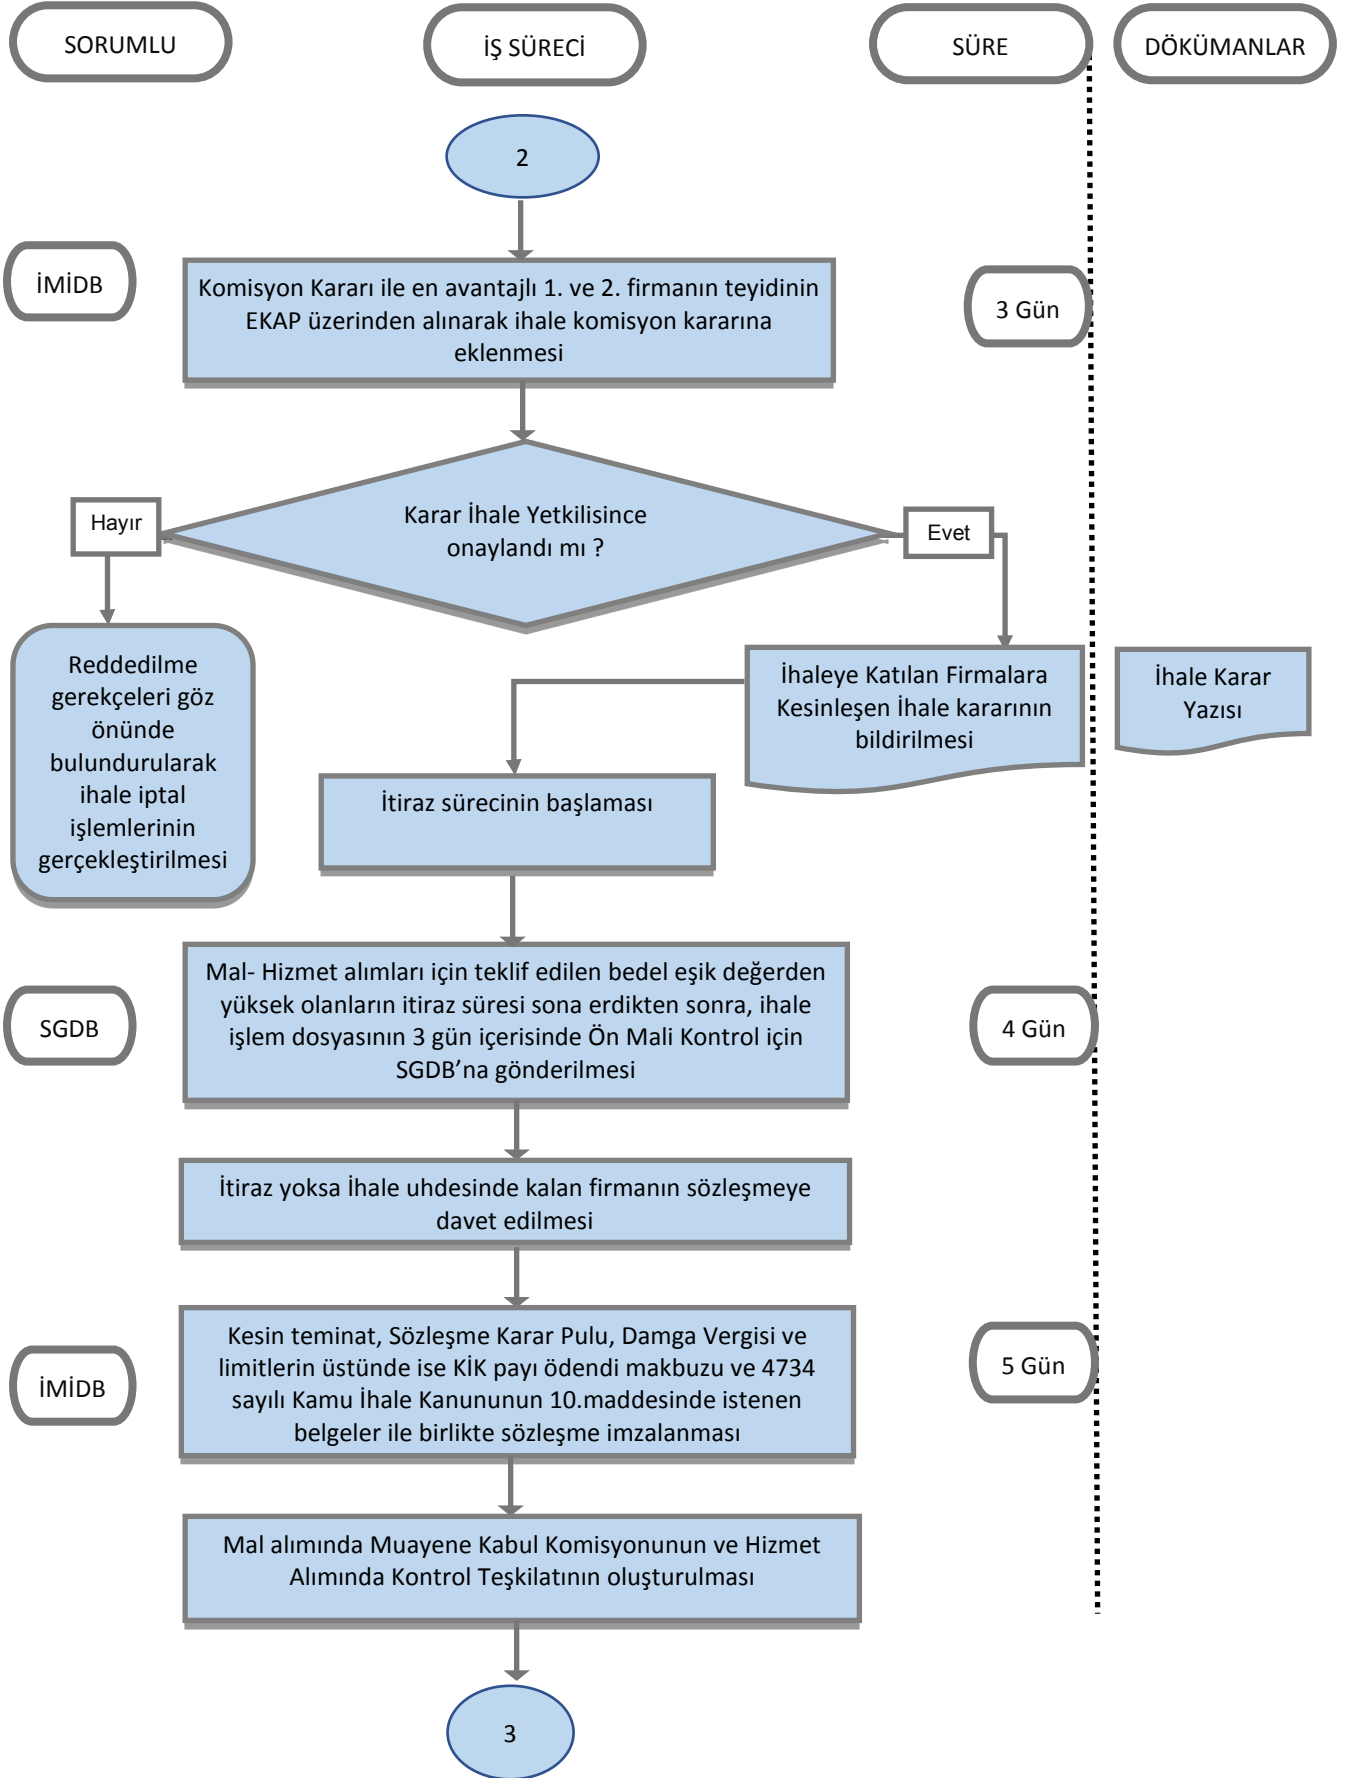 SORUMLU
İŞ SÜRECİ
SÜRE
DÖKÜMANLAR
2
İMİDB
Komisyon Kararı ile en avantajlı 1. ve 2. firmanın teyidinin
EKAP üzerinden alınarak ihale komisyon kararına
eklenmesi
3 Gün
Karar İhale Yetkilisince
onaylandı mı ?
Hayır
Evet
Reddedilme
gerekçeleri göz
önünde
bulundurularak
ihale iptal
işlemlerinin
gerçekleştirilmesi
İhaleye Katılan Firmalara
Kesinleşen İhale kararının
bildirilmesi
İhale Karar
Yazısı
İtiraz sürecinin başlaması
SGDB
Mal- Hizmet alımları için teklif edilen bedel eşik değerden
yüksek olanların itiraz süresi sona erdikten sonra, ihale
işlem dosyasının 3 gün içerisinde Ön Mali Kontrol için
SGDB’na gönderilmesi
4 Gün
İtiraz yoksa İhale uhdesinde kalan firmanın sözleşmeye
davet edilmesi
İMİDB
Kesin teminat, Sözleşme Karar Pulu, Damga Vergisi ve
limitlerin üstünde ise KİK payı ödendi makbuzu ve 4734
sayılı Kamu İhale Kanununun 10.maddesinde istenen
belgeler ile birlikte sözleşme imzalanması
5 Gün
Mal alımında Muayene Kabul Komisyonunun ve Hizmet
Alımında Kontrol Teşkilatının oluşturulması
3